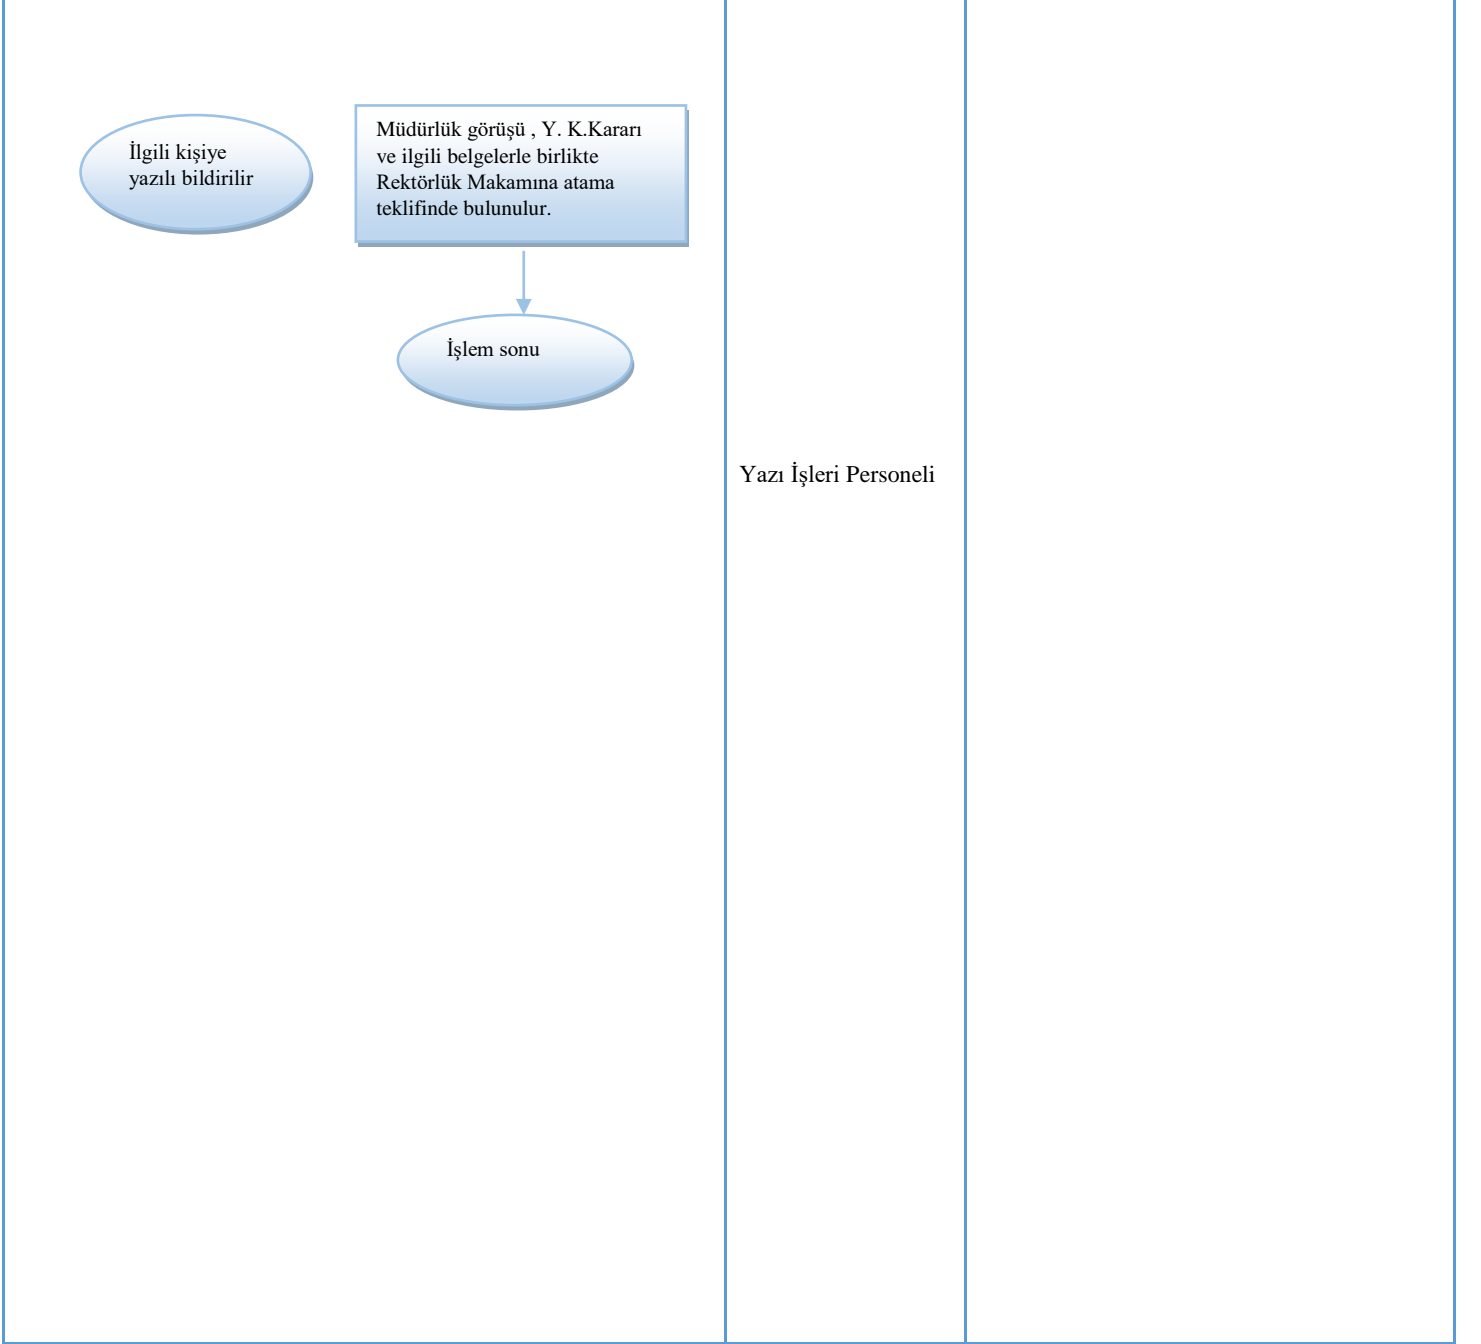 İlgili kişiye
yazılı bildirilir
Müdürlük görüşü , Y. K.Kararı
ve ilgili belgelerle birlikte
Rektörlük Makamına atama
teklifinde bulunulur.
İşlem sonu
Yazı İşleri Personeli